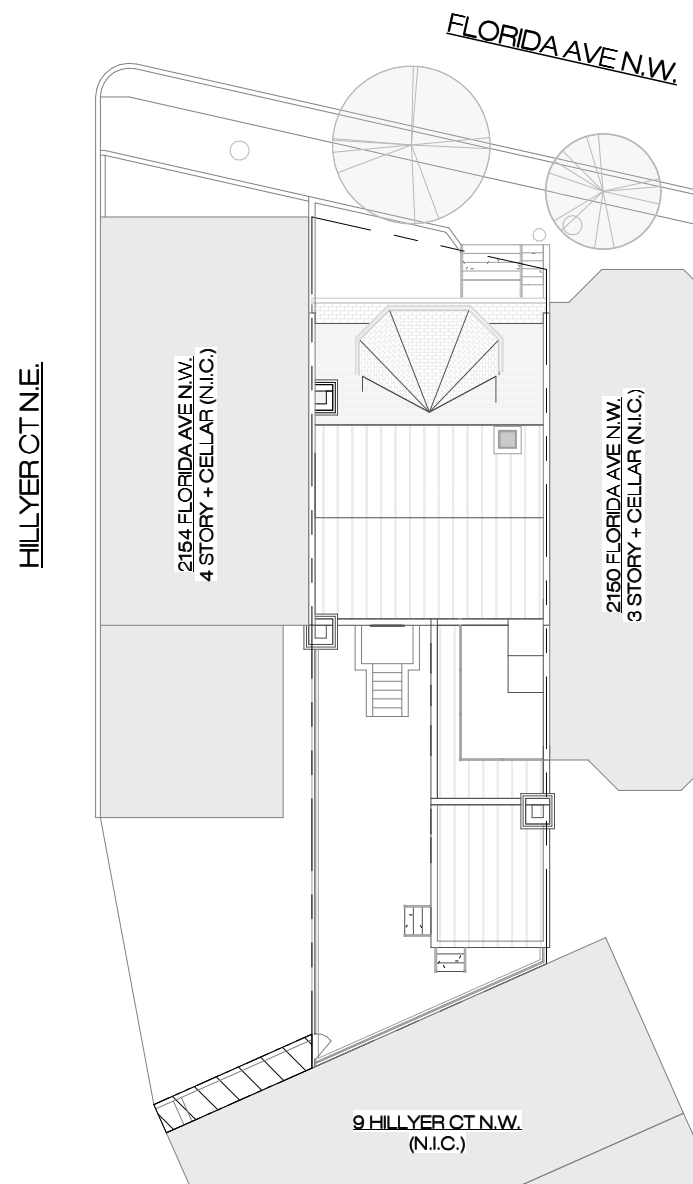 FLORIDA AVE N.W.
HILLYER CT N.E.
2154 FLORIDA AVE N.W.
4 STORY + CELLAR (N.I.C.)
2150 FLORIDA AVE N.W.
3 STORY + CELLAR (N.I.C.)
9 HILLYER CT N.W.
(N.I.C.)